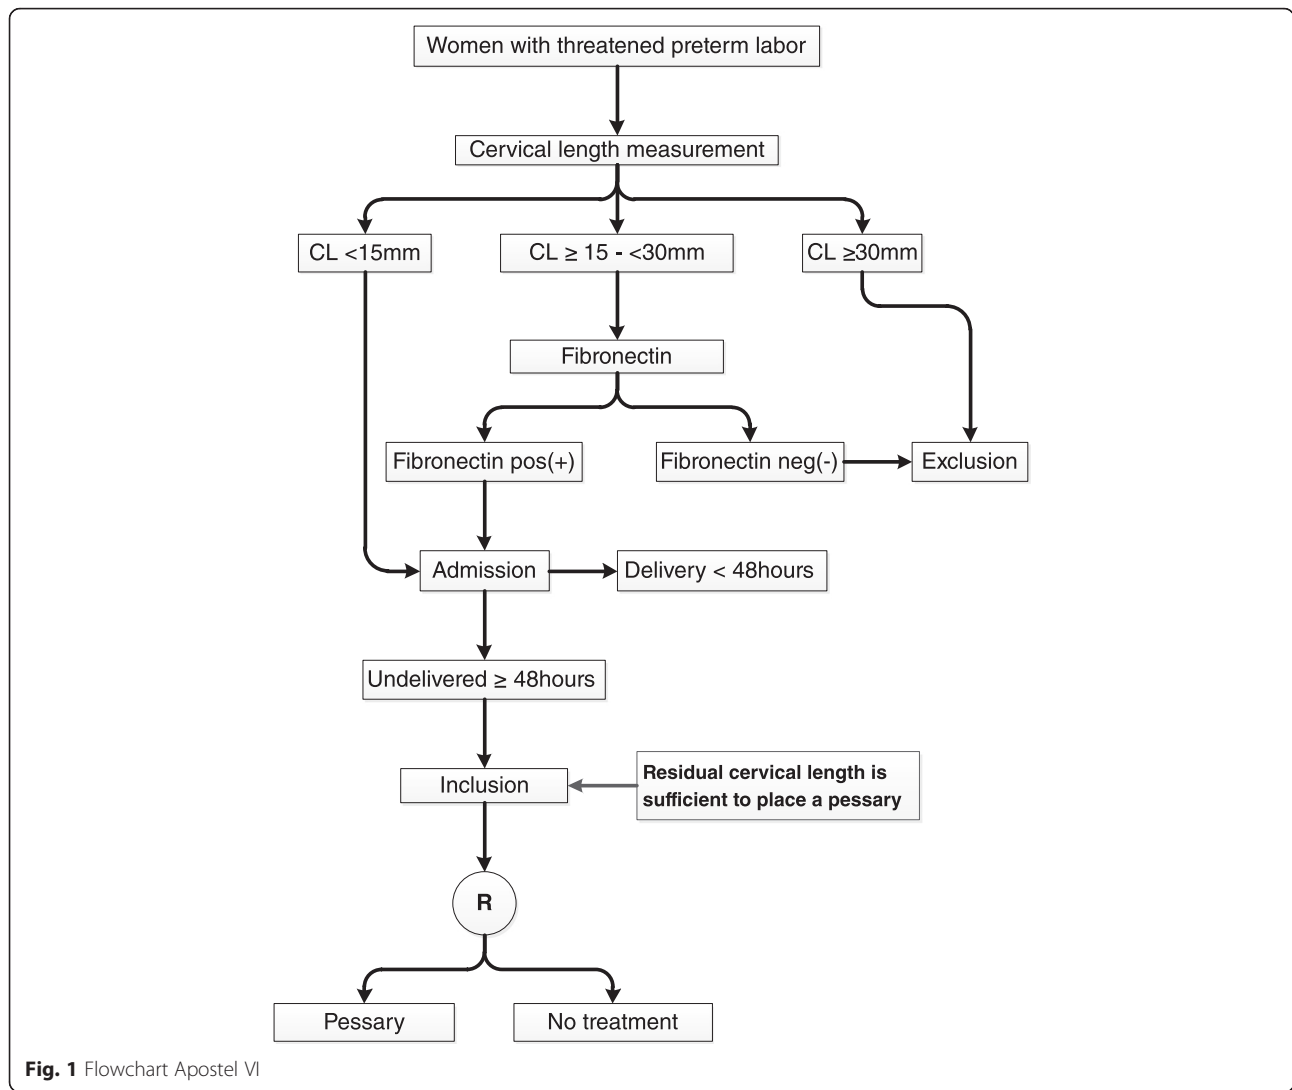 Women with threatened preterm labor
Cervical length measurement
CL <15mm
CL ≥ 15 - <30mm
CL ≥30mm
Fibronectin
Fibronectin pos(+)
Fibronectin neg(-)
Exclusion
Admission
Delivery < 48hours
Undelivered ≥ 48hours
Inclusion
Residual cervical length is
sufficient to place a pessary
R
Pessary
No treatment
Fig. 1 Flowchart Apostel VI